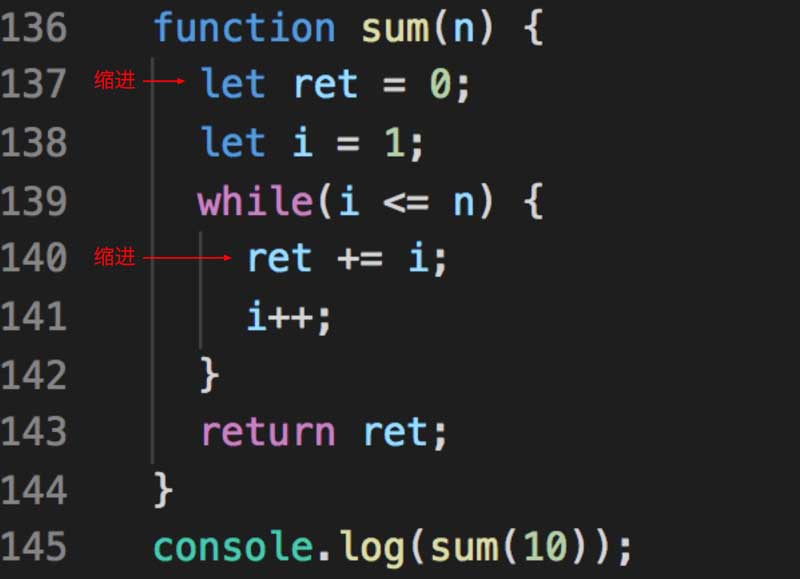 136 function sum(n) {
137 缩进 let ret = 0;
138 let i = 1;
139 while(i <= n) {
140 缩进 ret += i;
141 i++;
142 }
143 return ret;
144 }
145 console.log(sum(10));